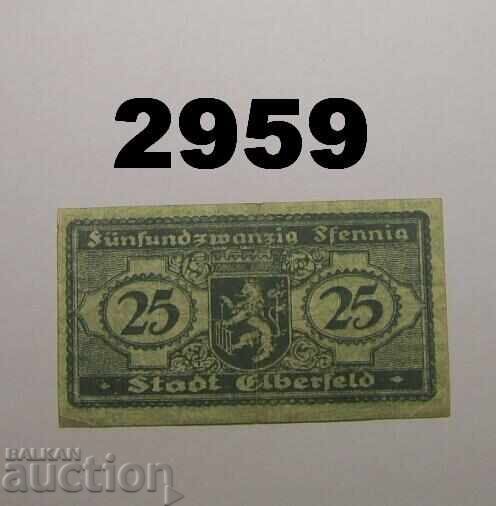 2959
Fünfundzwanzig Pfennig
25 25
Stadt Elberfeld
BALKAN
auction